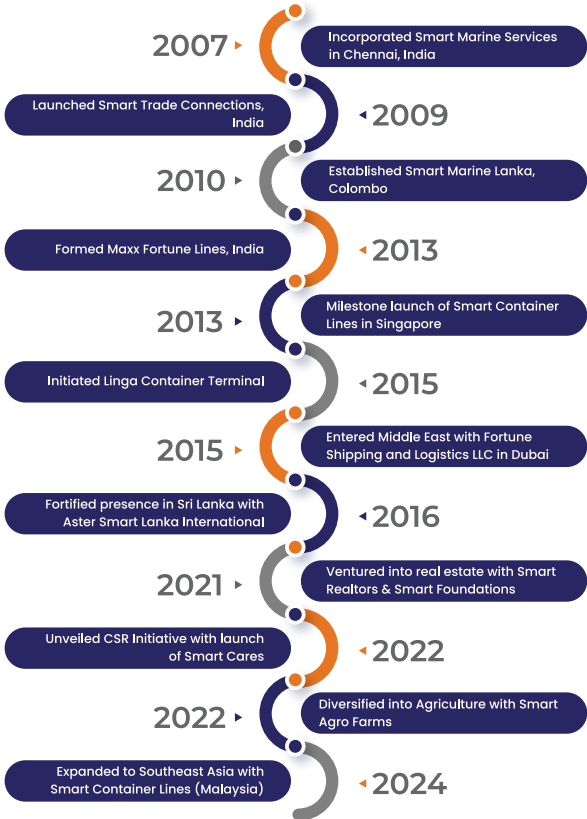 2007
Incorporated Smart Marine Services
in Chennai, India
Launched Smart Trade Connections,
India
2009
2010
Established Smart Marine Lanka,
Colombo
Formed Maxx Fortune Lines, India
2013
2013
Milestone launch of Smart Container
Lines in Singapore
Initiated Linga Container Terminal
2015
2015
Entered Middle East with Fortune
Shipping and Logistics LLC in Dubai
Fortified presence in Sri Lanka with
Aster Smart Lanka International
2016
2021
Ventured into real estate with Smart
Realtors & Smart Foundations
Unveiled CSR Initiative with launch
of Smart Cares
2022
2022
Diversified into Agriculture with Smart
Agro Farms
Expanded to Southeast Asia with
Smart Container Lines (Malaysia)
2024